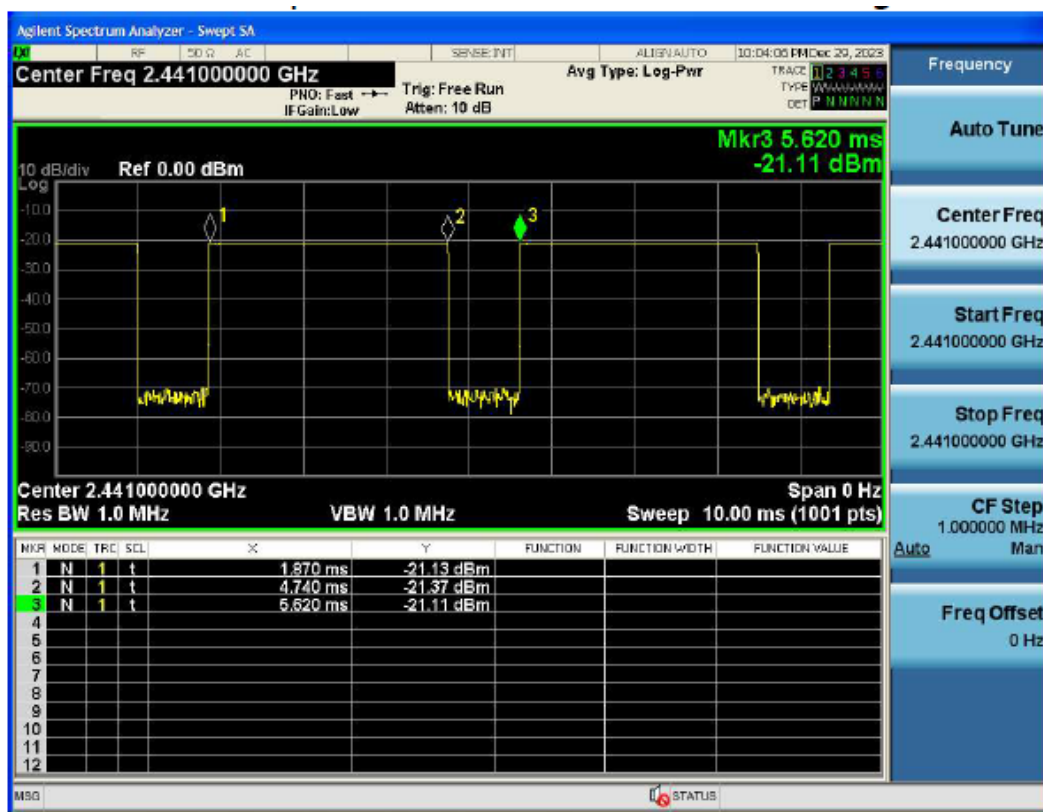 Agilent Spectrum Analyzer - Swept SA
RF 50 Ω AC SENSE:INT ALIGN AUTO 10:04:06 PM Dec 29, 2023
Center Freq 2.441000000 GHz
PNO: Fast
IFGain:Low
Trig: Free Run
Atten: 10 dB
Avg Type: Log-Pwr
TRACE 1 2 3 4 5 6
TYPE
DET P N N N N N
Mkr3 5.620 ms
-21.11 dBm
10 dB/div Ref 0.00 dBm
Log
-10.0
-20.0
-30.0
-40.0
-50.0
-60.0
-70.0
-80.0
-90.0
1
2
3
Center 2.441000000 GHz Span 0 Hz
Res BW 1.0 MHz VBW 1.0 MHz Sweep 10.00 ms (1001 pts)
MKR MODE TRC SCL X Y FUNCTION FUNCTION WIDTH FUNCTION VALUE
1 N 1 t 1.870 ms -21.13 dBm
2 N 1 t 4.740 ms -21.37 dBm
3 N 1 t 5.620 ms -21.11 dBm
4
5
6
7
8
9
10
11
12
MSG STATUS
Frequency
Auto Tune
Center Freq
2.441000000 GHz
Start Freq
2.441000000 GHz
Stop Freq
2.441000000 GHz
CF Step
1.000000 MHz
Auto Man
Freq Offset
0 Hz